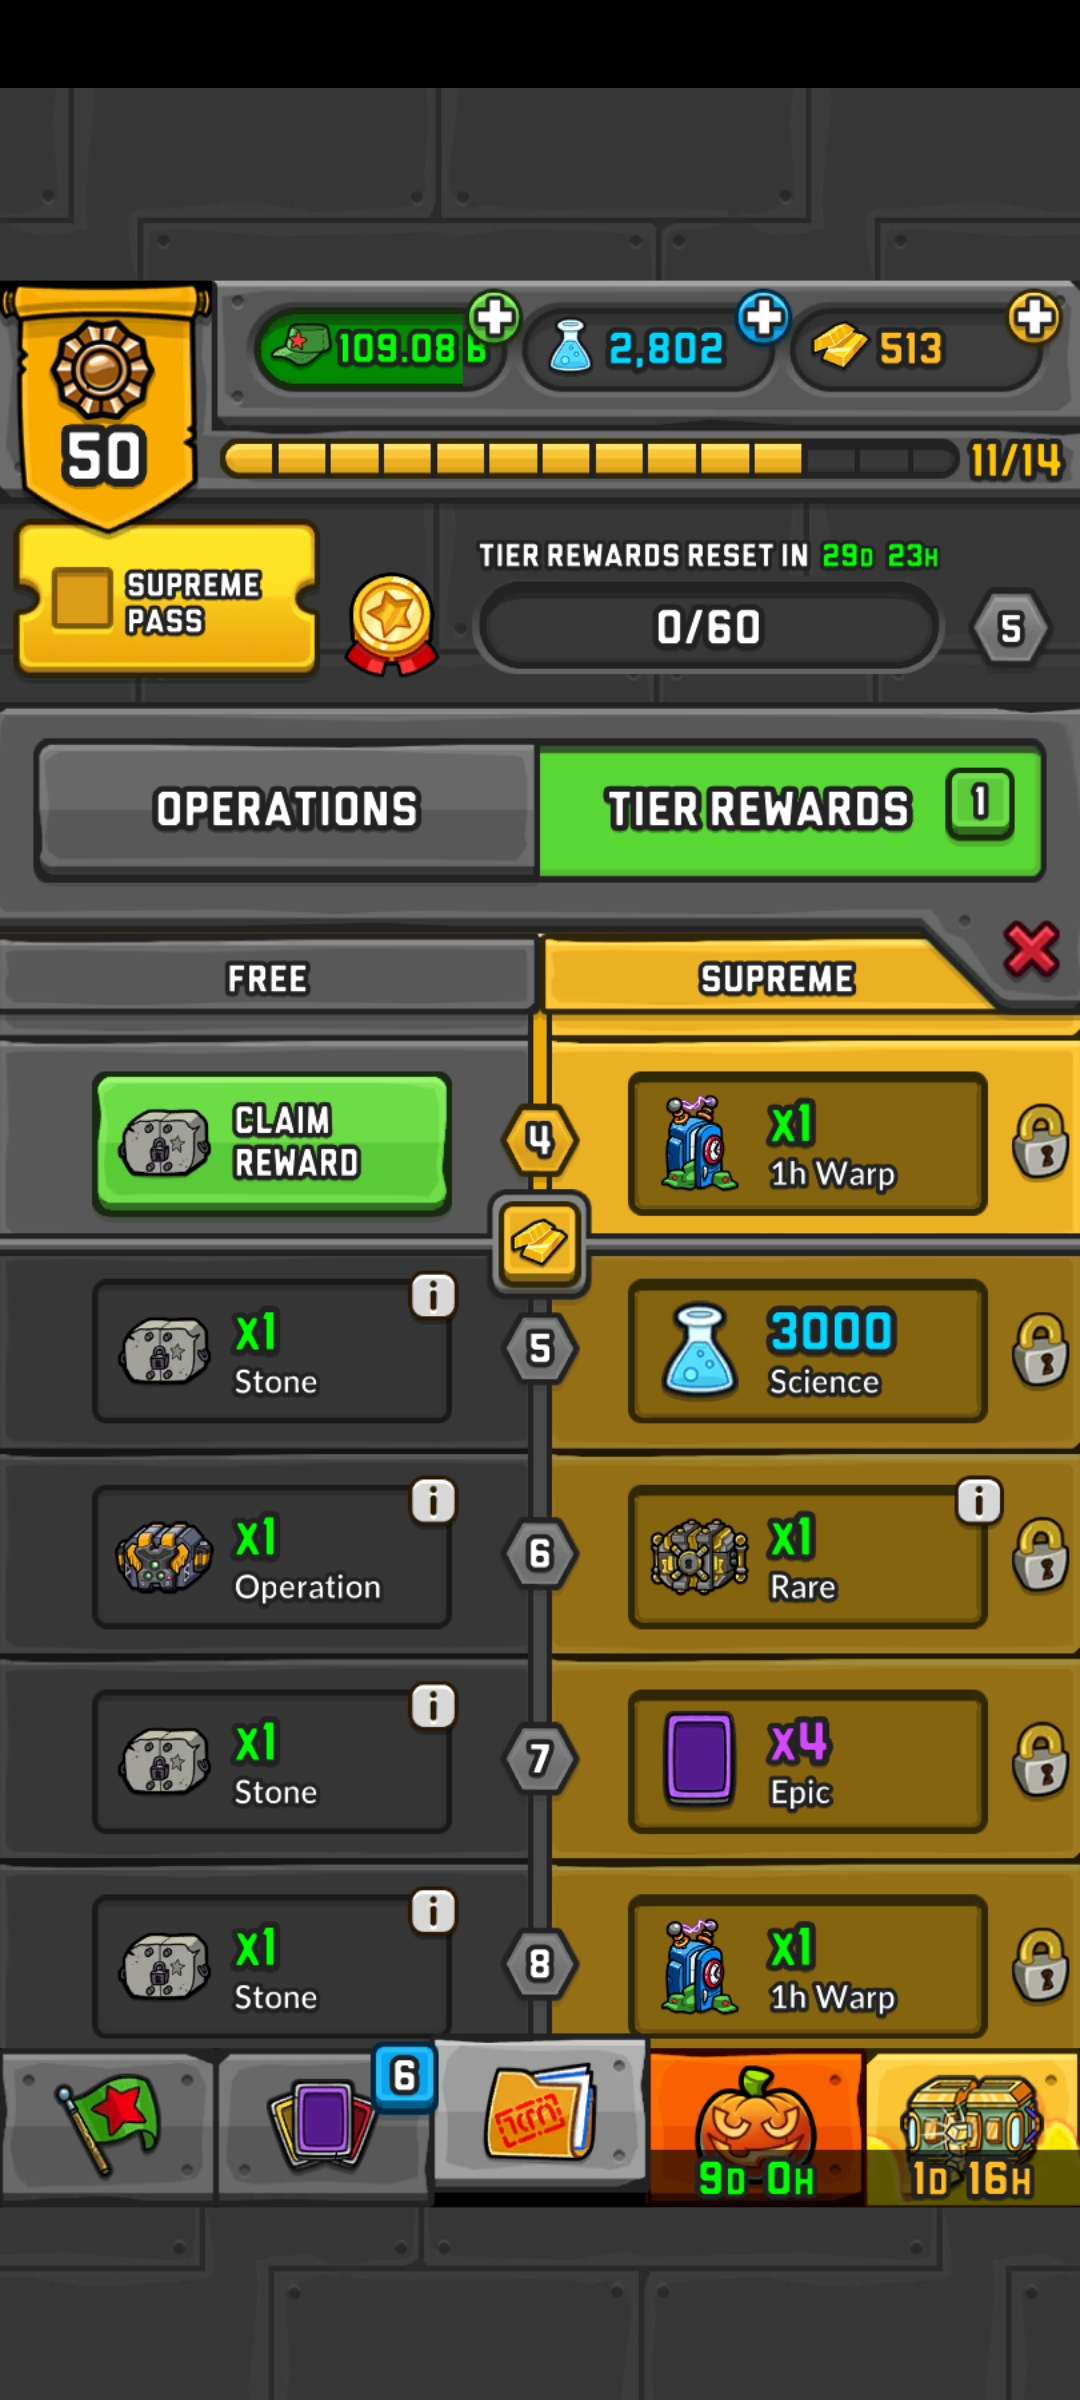 109.08 B
2,802
513
50
11/14
SUPREME
PASS
TIER REWARDS RESET IN 29D 23H
0/60
5
OPERATIONS
TIER REWARDS
1
FREE
SUPREME
CLAIM
REWARD
4
x1
1h Warp
x1
Stone
5
3000
Science
x1
Operation
6
x1
Rare
x1
Stone
7
x4
Epic
x1
Stone
8
x1
1h Warp
6
9D 0H
1D 16H